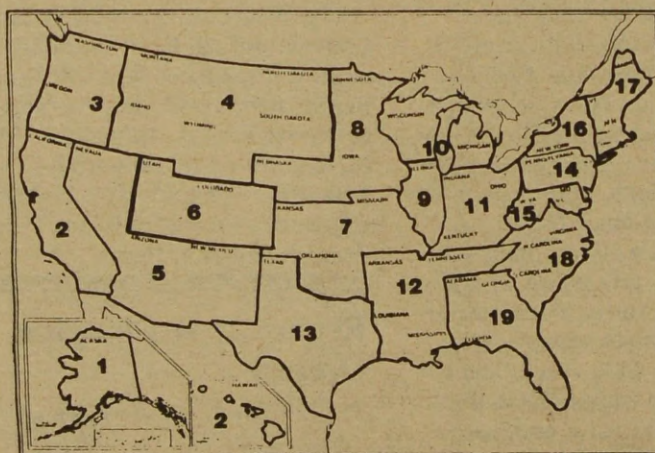 WASHINGTON
MONTANA
NORTH DAKOTA
MINNESOTA
17
OREGON
3
IDAHO
4
WYOMING
SOUTH DAKOTA
8
WISCONSIN
10
MICHIGAN
16
N H
NEW YORK
CALIFORNIA
NEVADA
UTAH
NEBRASKA
IOWA
ILLINOIS
INDIANA
OHIO
PENNSYLVANIA
14
COLORADO
6
KANSAS
MISSOURI
9
11
15
MD
2
7
KENTUCKY
VIRGINIA
ARIZONA
NEW MEXICO
5
TEXAS
OKLAHOMA
ARKANSAS
TENNESSEE
N CAROLINA
18
12
ALABAMA
GEORGIA
S CAROLINA
13
LOUISIANA
MISSISSIPPI
19
FLORIDA
ALASKA
1
HAWAII
2